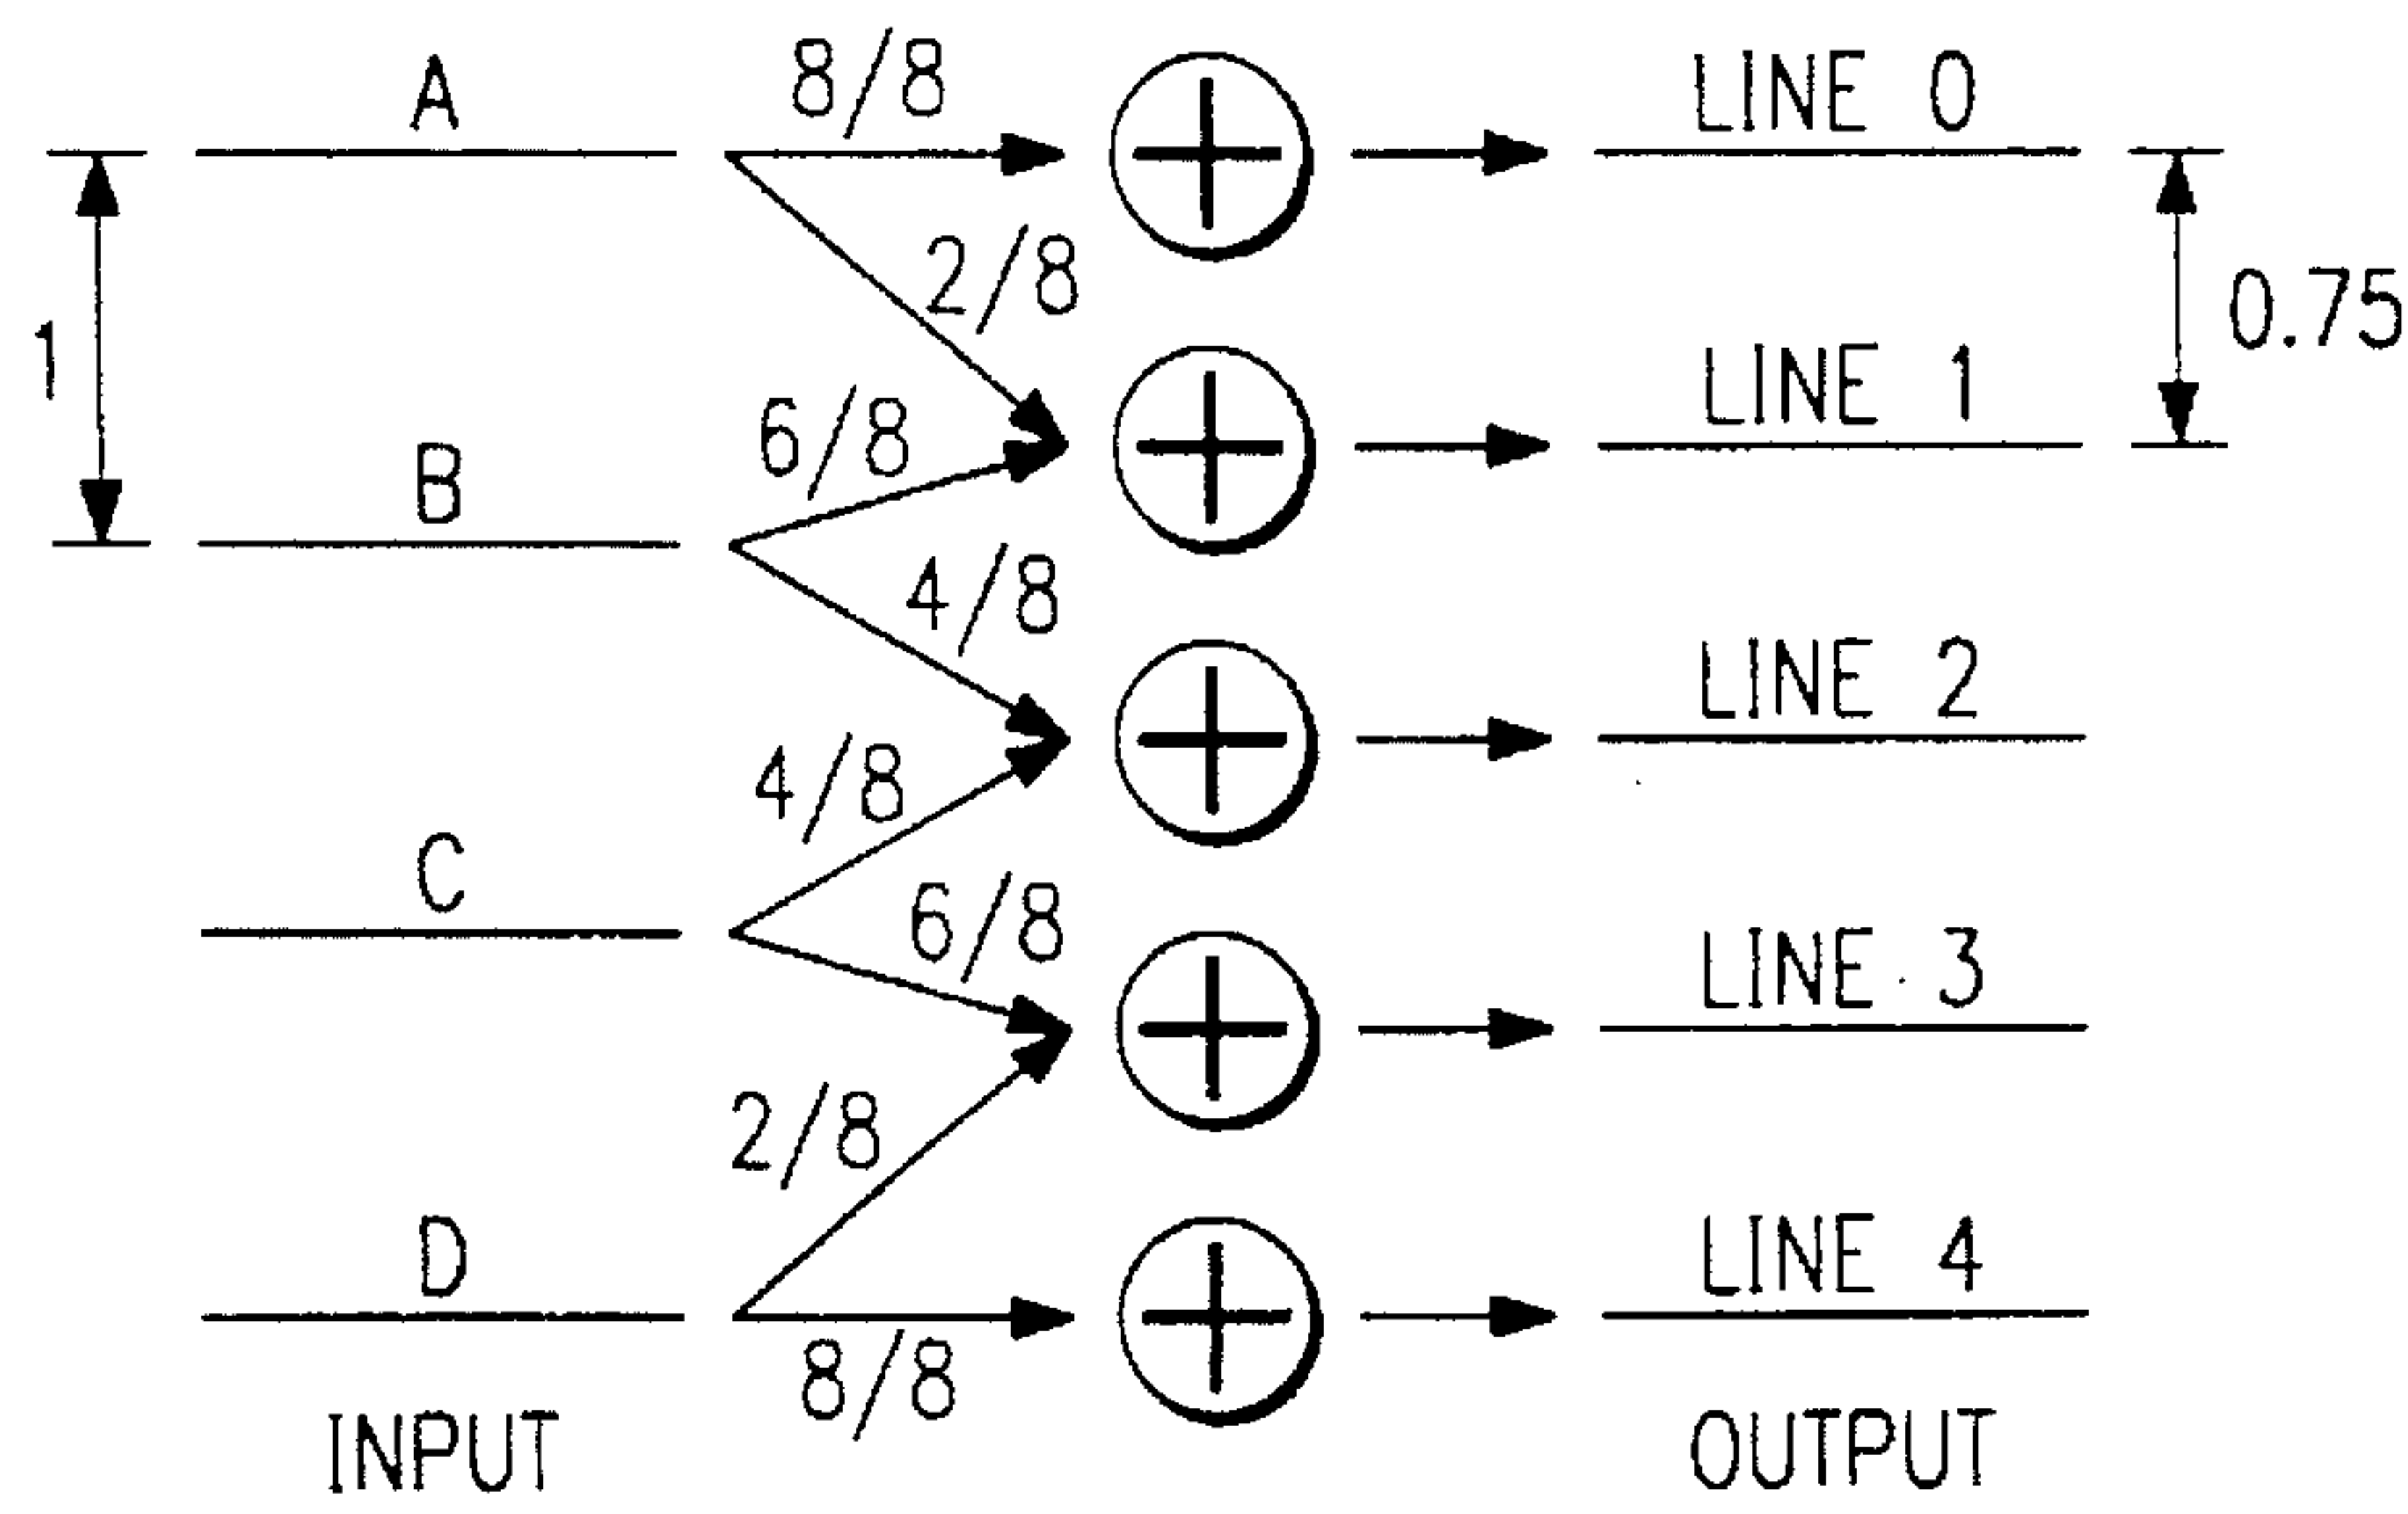 A
8/8
LINE 0
2/8
1
0.75
6/8
LINE 1
B
4/8
LINE 2
4/8
C
6/8
LINE 3
2/8
D
LINE 4
8/8
INPUT
OUTPUT